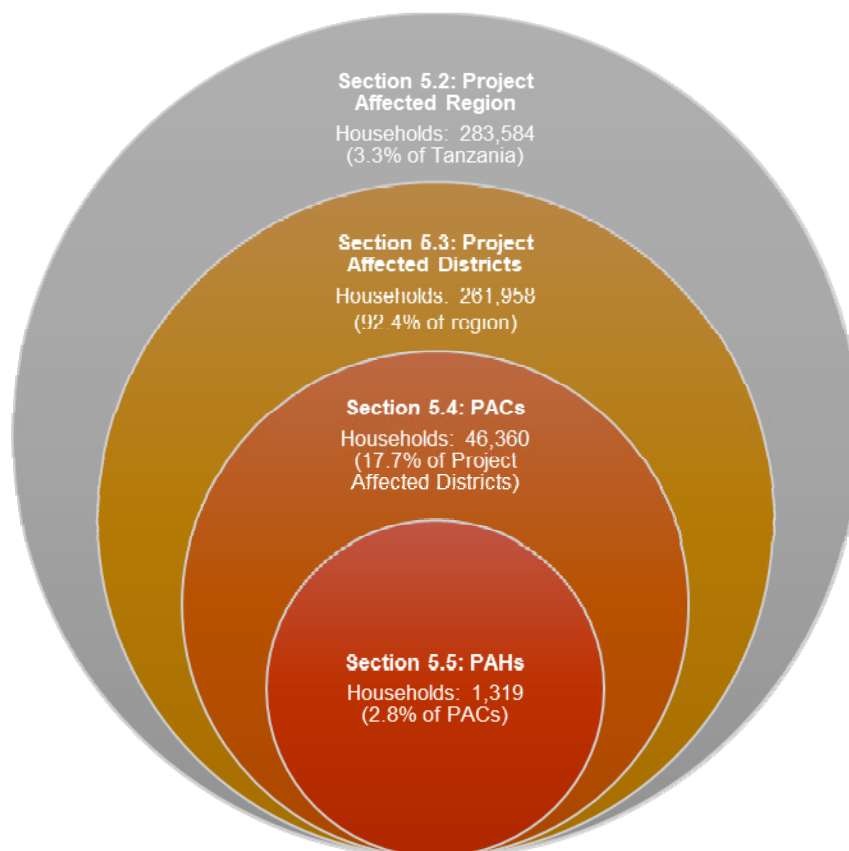 Section 5.2: Project
Affected Region
Households: 283,584
(3.3% of Tanzania)
Section 5.3: Project
Affected Districts
Households: 261,958
(92.4% of region)
Section 5.4: PACs
Households: 46,360
(17.7% of Project
Affected Districts)
Section 5.5: PAHs
Households: 1,319
(2.8% of PACs)